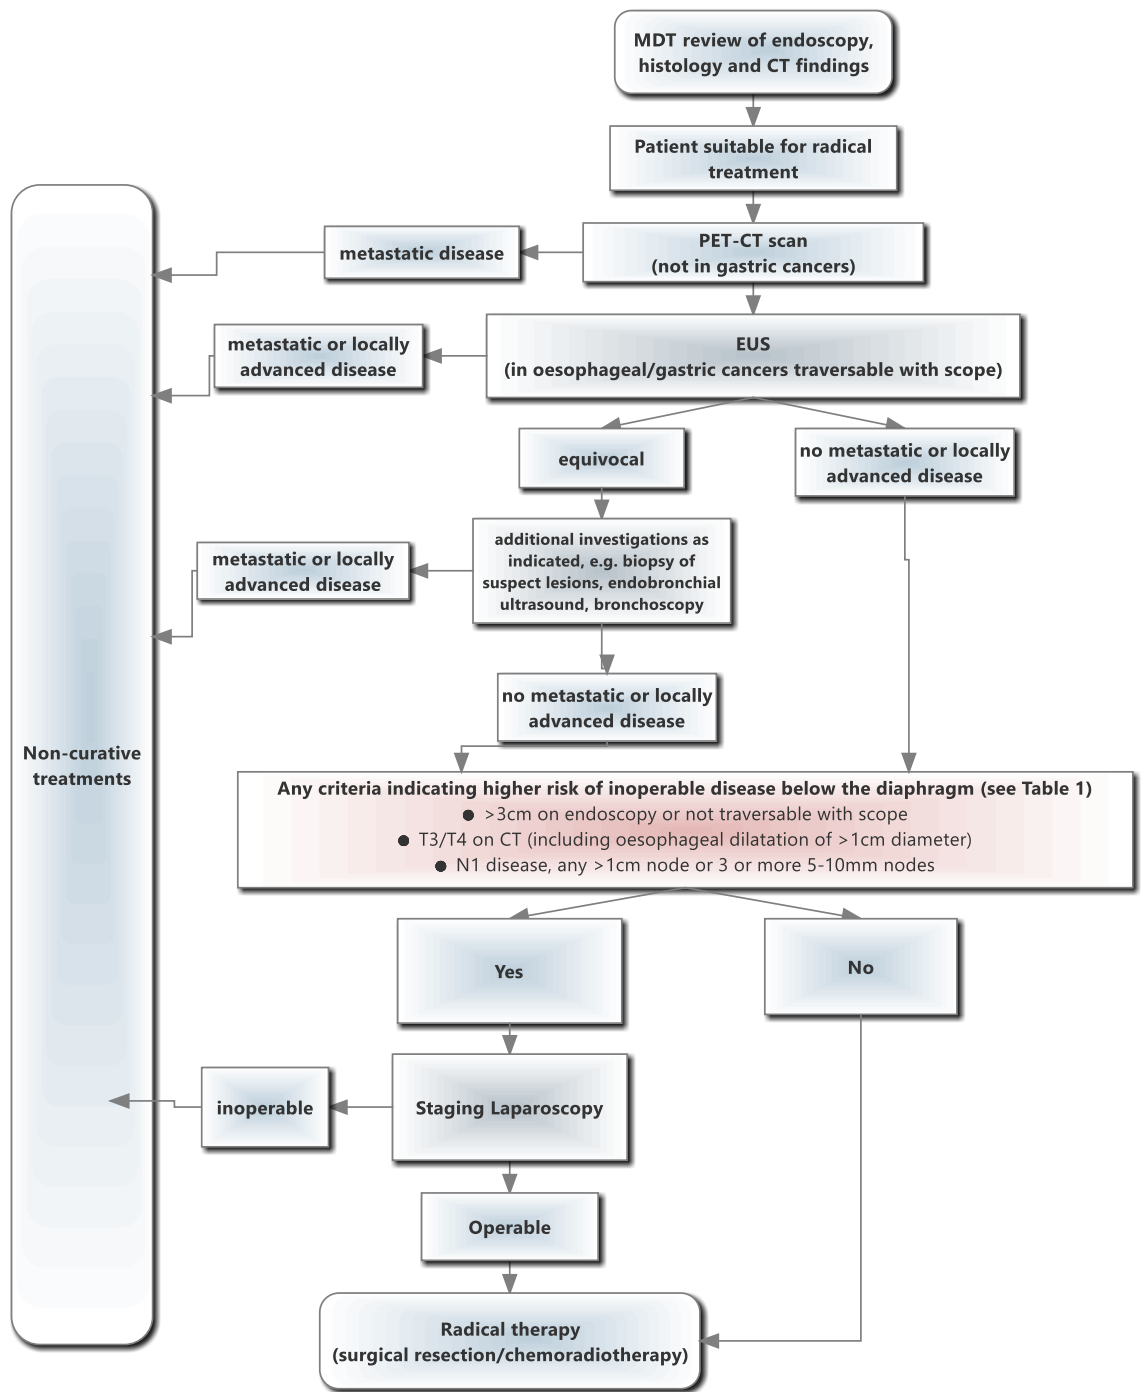 MDT review of endoscopy,
histology and CT findings
Patient suitable for radical
treatment
PET-CT scan
(not in gastric cancers)
metastatic disease
EUS
(in oesophageal/gastric cancers traversable with scope)
metastatic or locally
advanced disease
equivocal
no metastatic or locally
advanced disease
additional investigations as
indicated, e.g. biopsy of
suspect lesions, endobronchial
ultrasound, bronchoscopy
metastatic or locally
advanced disease
no metastatic or locally
advanced disease
Non-curative
treatments
Any criteria indicating higher risk of inoperable disease below the diaphragm (see Table 1)
● >3cm on endoscopy or not traversable with scope
● T3/T4 on CT (including oesophageal dilatation of >1cm diameter)
● N1 disease, any >1cm node or 3 or more 5-10mm nodes
Yes
No
Staging Laparoscopy
inoperable
Operable
Radical therapy
(surgical resection/chemoradiotherapy)